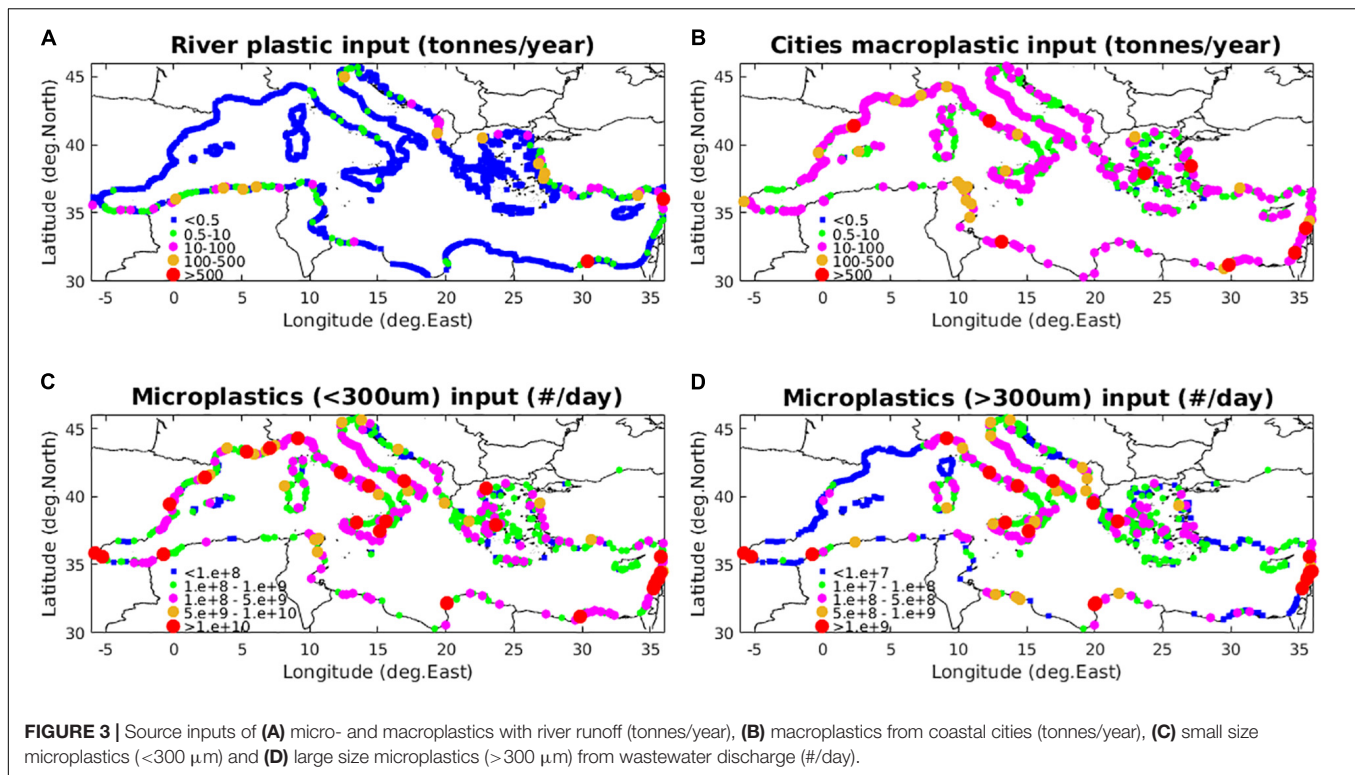 A
River plastic input (tonnes/year)
Latitude (deg.North)
45
40
35
30
<0.5
0.5-10
10-100
100-500
>500
-5 0 5 10 15 20 25 30 35
Longitude (deg.East)
B
Cities macroplastic input (tonnes/year)
Latitude (deg.North)
45
40
35
30
<0.5
0.5-10
10-100
100-500
>500
-5 0 5 10 15 20 25 30 35
Longitude (deg.East)
C
Microplastics (<300um) input (#/day)
Latitude (deg.North)
45
40
35
30
<1.e+8
1.e+8 - 1.e+9
1.e+8 - 5.e+9
5.e+9 - 1.e+10
>1.e+10
-5 0 5 10 15 20 25 30 35
Longitude (deg.East)
D
Microplastics (>300um) input (#/day)
Latitude (deg.North)
45
40
35
30
<1.e+7
1.e+7 - 1.e+8
1.e+8 - 5.e+8
5.e+8 - 1.e+9
>1.e+9
-5 0 5 10 15 20 25 30 35
Longitude (deg.East)
FIGURE 3 | Source inputs of (A) micro- and macroplastics with river runoff (tonnes/year), (B) macroplastics from coastal cities (tonnes/year), (C) small size
microplastics (<300 μm) and (D) large size microplastics (>300 μm) from wastewater discharge (#/day).